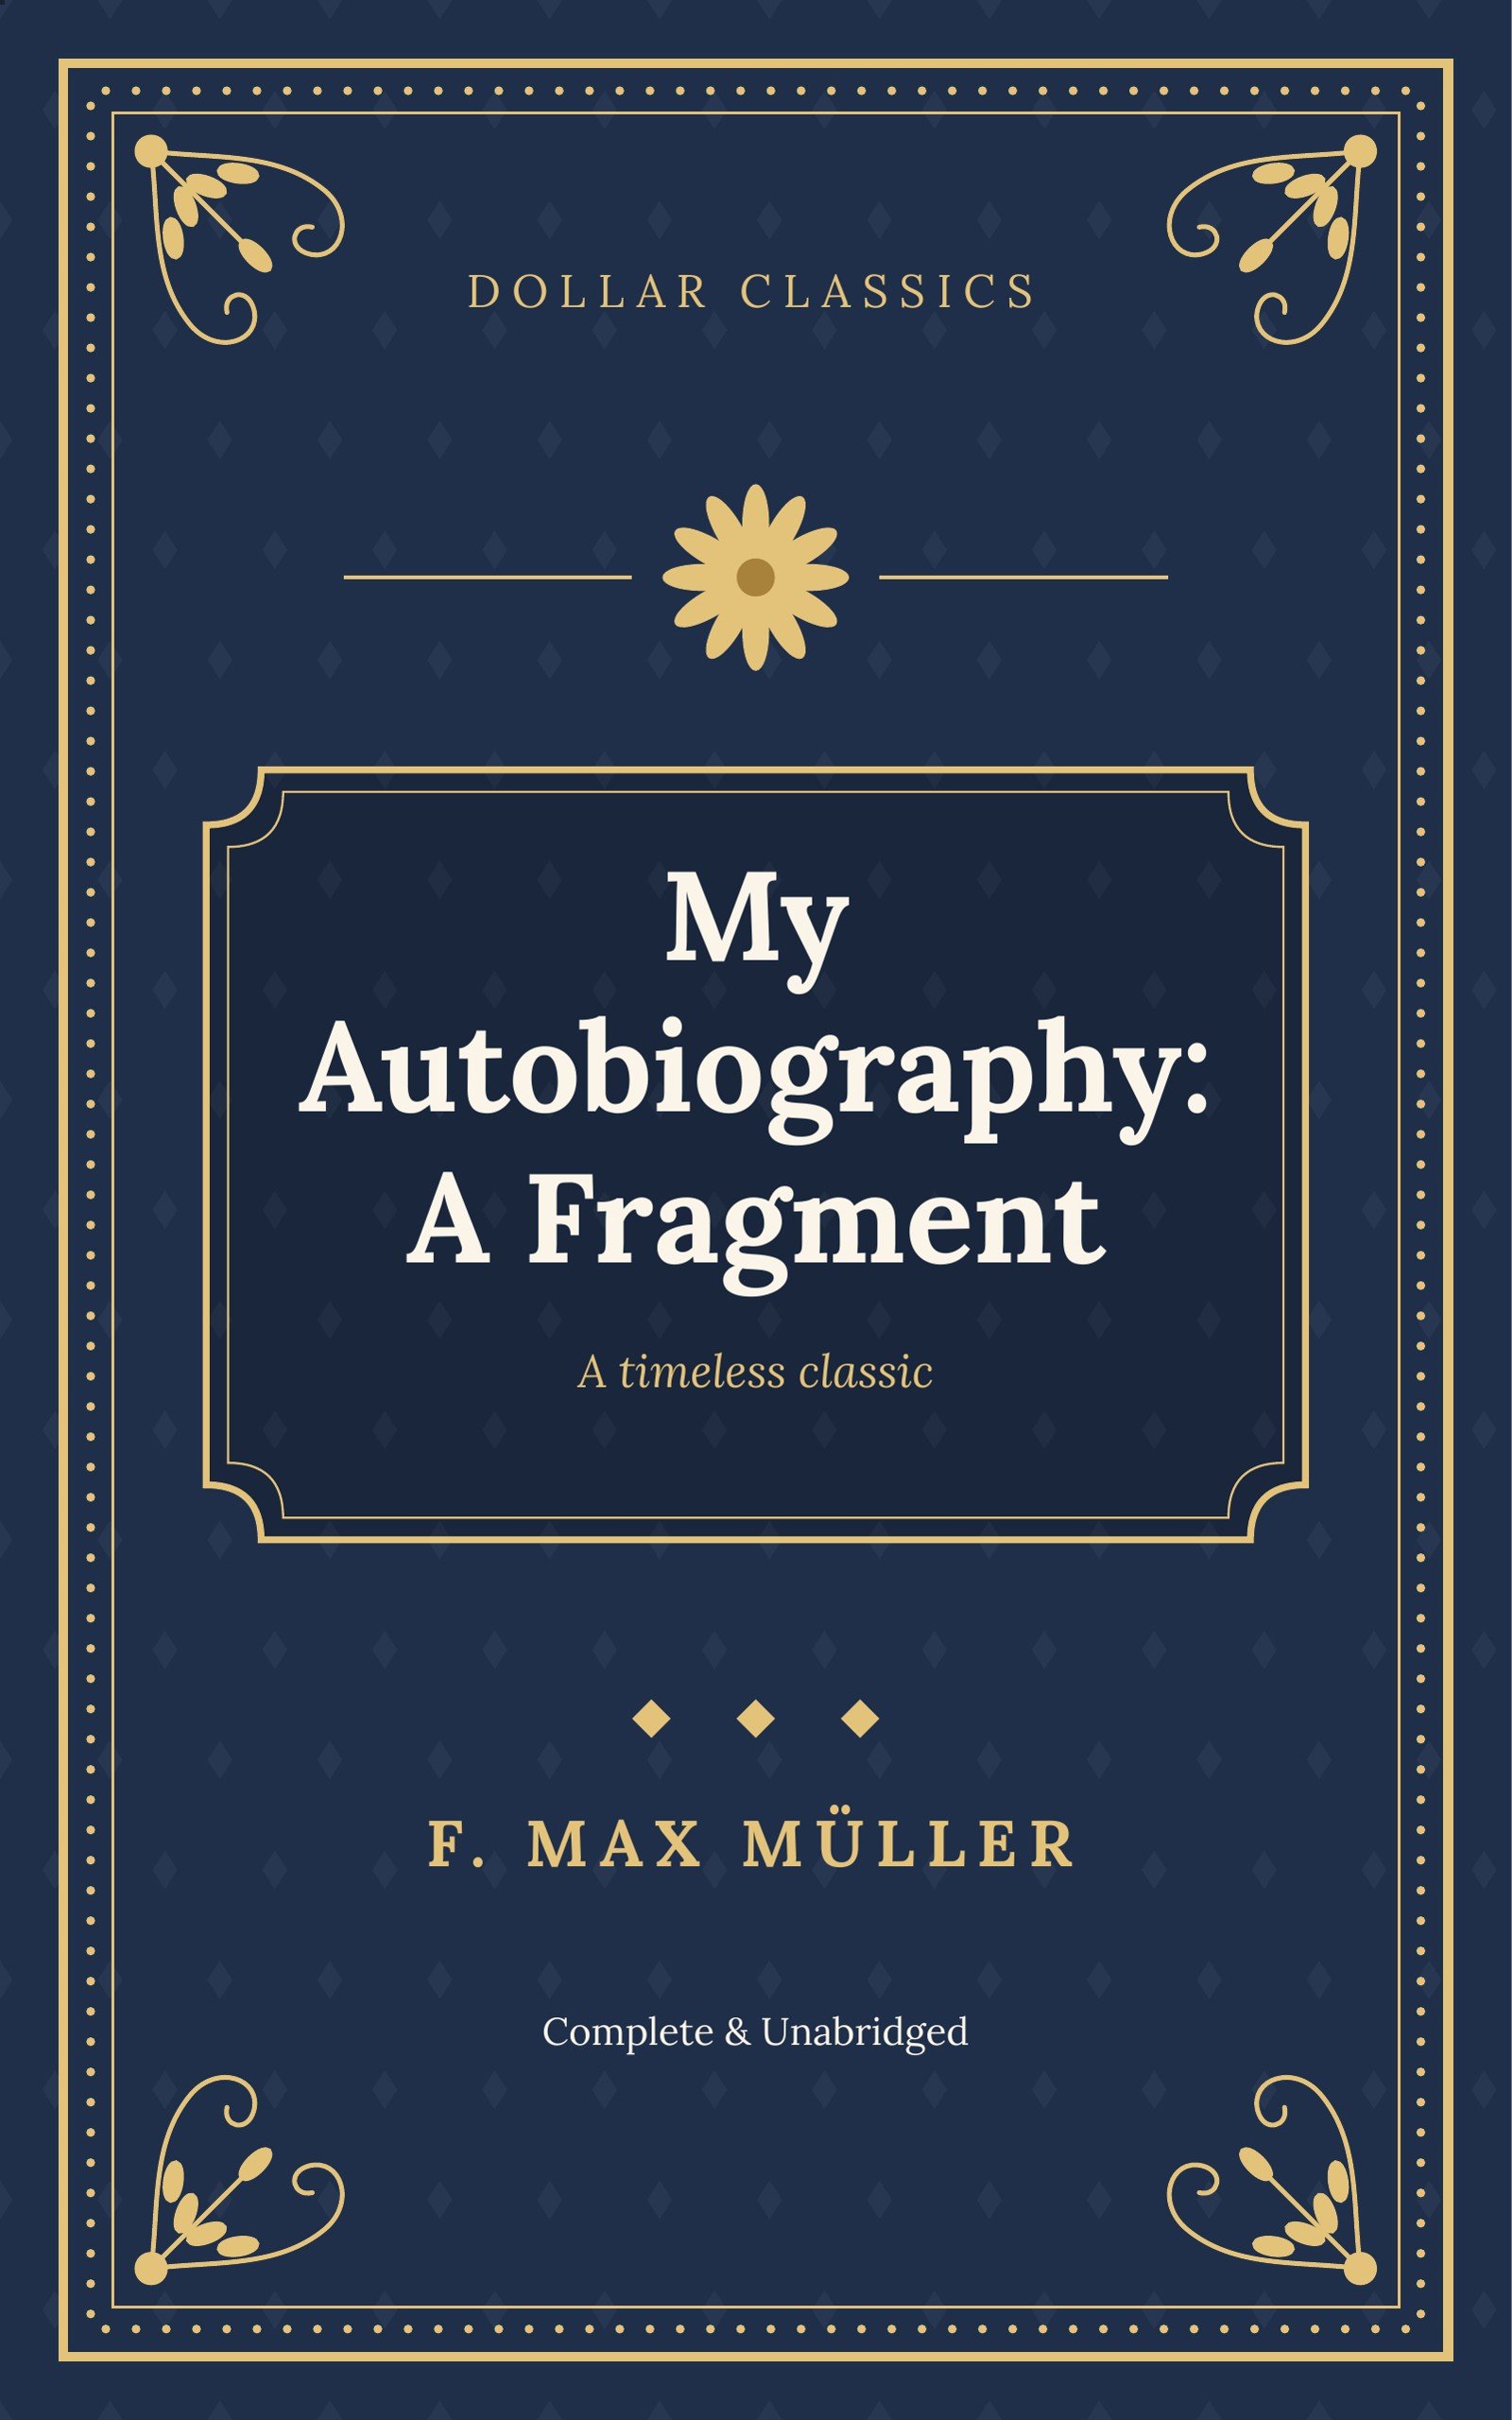 DOLLAR CLASSICS
My
Autobiography:
A Fragment
A timeless classic
F. MAX MÜLLER
Complete & Unabridged